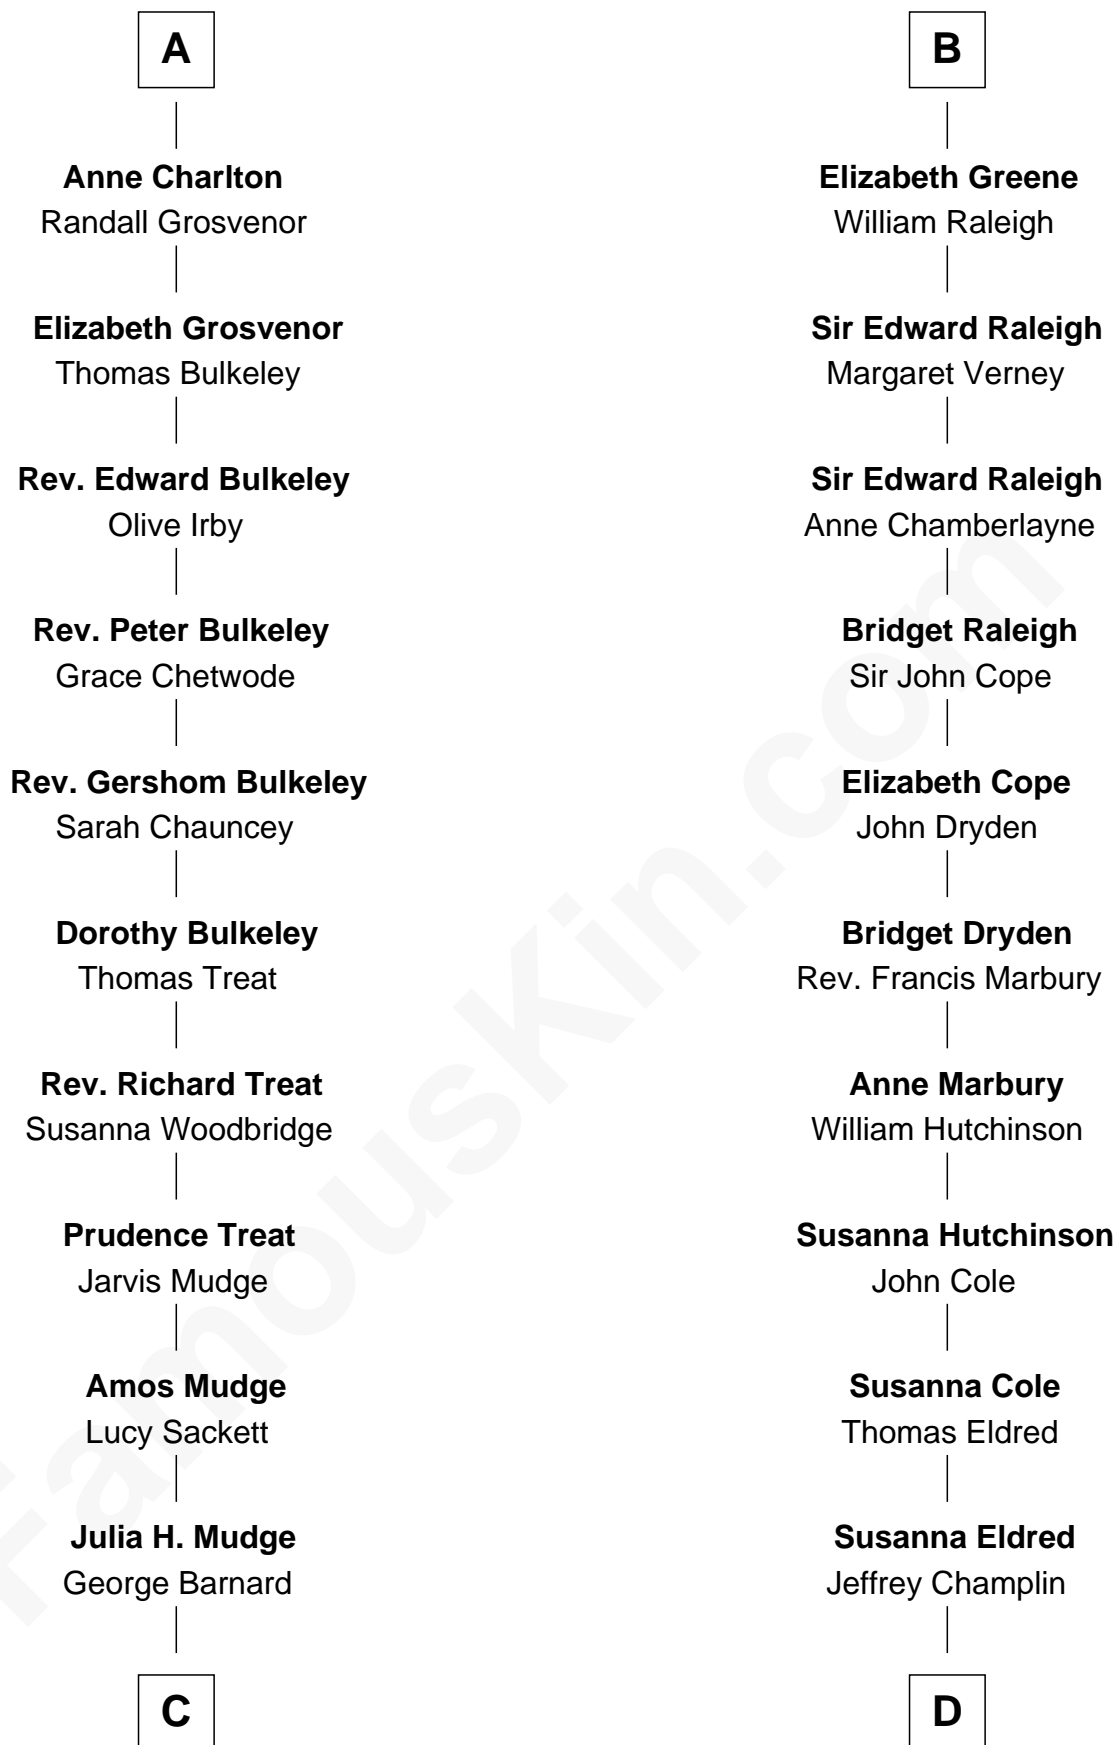 A
Anne Charlton
Randall Grosvenor
Elizabeth Grosvenor
Thomas Bulkeley
Rev. Edward Bulkeley
Olive Irby
Rev. Peter Bulkeley
Grace Chetwode
Rev. Gershom Bulkeley
Sarah Chauncey
Dorothy Bulkeley
Thomas Treat
Rev. Richard Treat
Susanna Woodbridge
Prudence Treat
Jarvis Mudge
Amos Mudge
Lucy Sackett
Julia H. Mudge
George Barnard
C
B
Elizabeth Greene
William Raleigh
Sir Edward Raleigh
Margaret Verney
Sir Edward Raleigh
Anne Chamberlayne
Bridget Raleigh
Sir John Cope
Elizabeth Cope
John Dryden
Bridget Dryden
Rev. Francis Marbury
Anne Marbury
William Hutchinson
Susanna Hutchinson
John Cole
Susanna Cole
Thomas Eldred
Susanna Eldred
Jeffrey Champlin
D
FamousKin.com